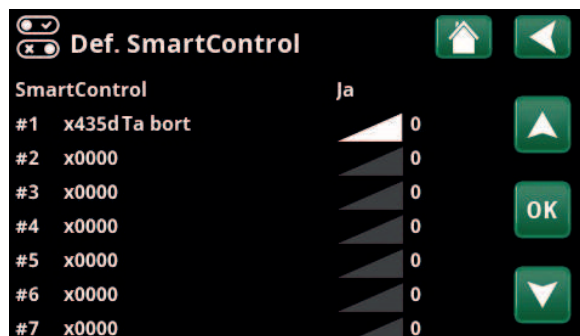 Def. SmartControl
SmartControl Ja
#1 x435d Ta bort 0
#2 x0000 0
#3 x0000 0
#4 x0000 0
OK
#5 x0000 0
#6 x0000 0
#7 x0000 0